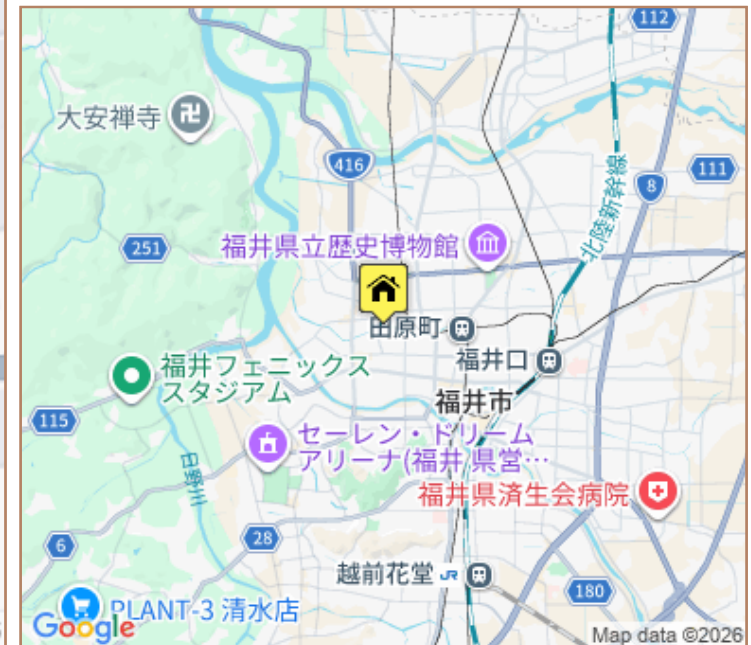 112
大安禅寺
416
111
8
北陸新幹線
251
福井県立歴史博物館
田原町
福井口
福井フェニックス
スタジアム
福井市
115
セーレン・ドリーム
アリーナ(福井県営…
日野川
福井県済生会病院
28
6
越前花堂 JR
180
PLANT-3 清水店
Google
Map data ©2026